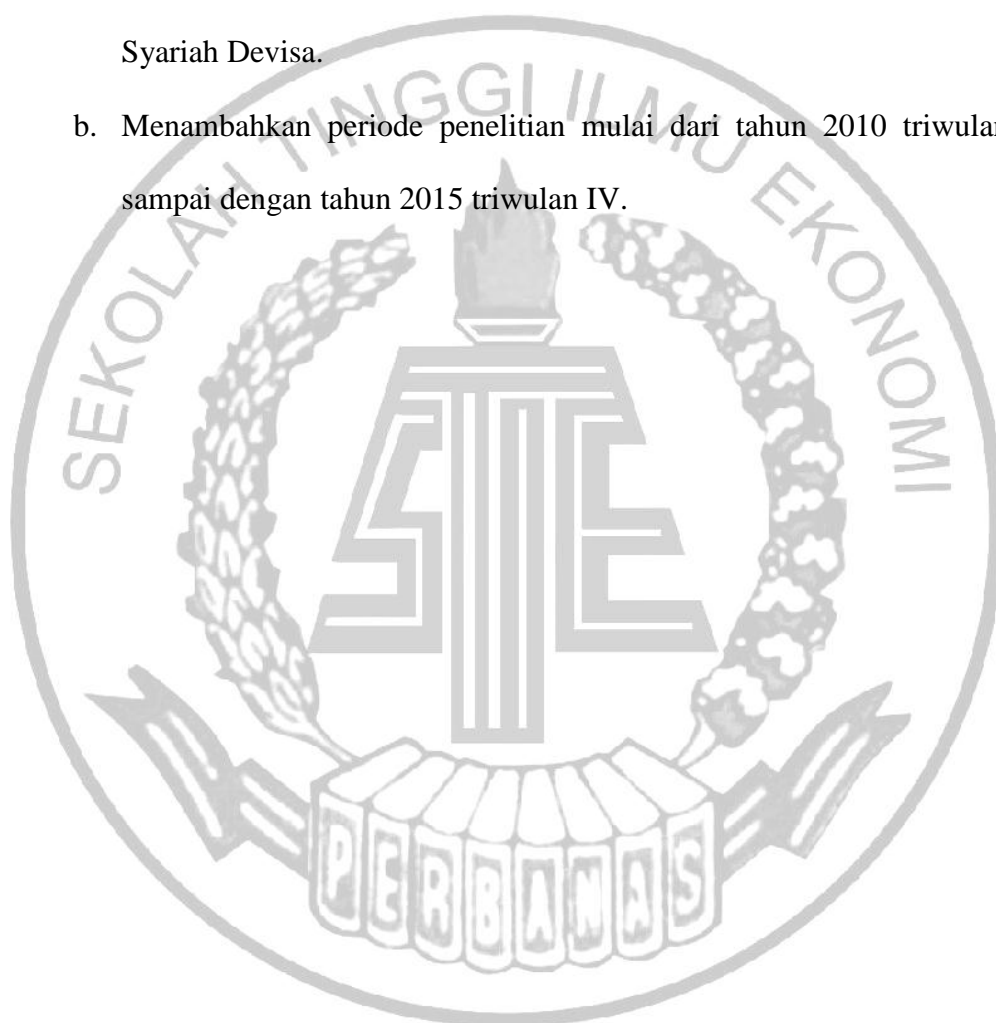 Syariah Devisa.
b. Menambahkan periode penelitian mulai dari tahun 2010 triwulan
sampai dengan tahun 2015 triwulan IV.
SEKOLAH TINGGI ILMU EKONOMI
STIE
PERBANAS